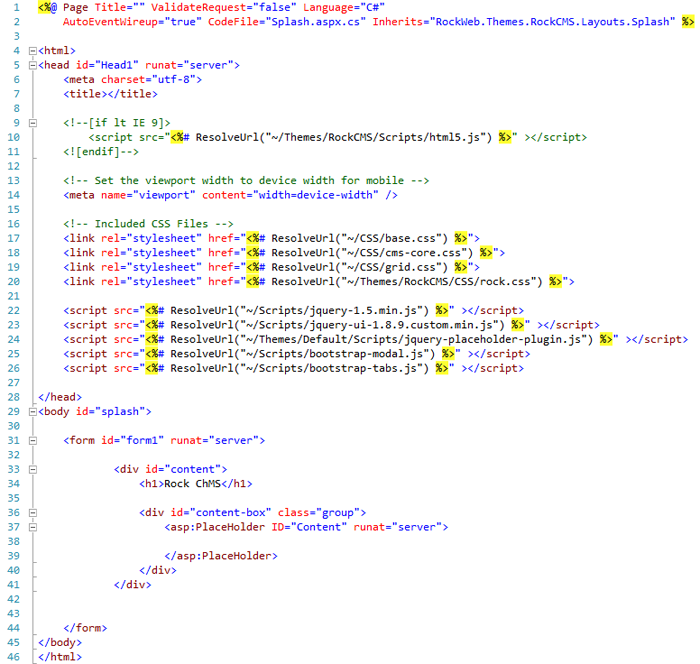 1 <%@ Page Title="" ValidateRequest="false" Language="C#"
2 AutoEventWireup="true" CodeFile="Splash.aspx.cs" Inherits="RockWeb.Themes.RockCMS.Layouts.Splash" %>
3
4 <html>
5 <head id="Head1" runat="server">
6 <meta charset="utf-8">
7 <title></title>
8
9 <!--[if lt IE 9]>
10 <script src="<%# ResolveUrl("~/Themes/RockCMS/Scripts/html5.js") %>" ></script>
11 <![endif]-->
12
13 <!-- Set the viewport width to device width for mobile -->
14 <meta name="viewport" content="width=device-width" />
15
16 <!-- Included CSS Files -->
17 <link rel="stylesheet" href="<%# ResolveUrl("~/CSS/base.css") %>">
18 <link rel="stylesheet" href="<%# ResolveUrl("~/CSS/cms-core.css") %>">
19 <link rel="stylesheet" href="<%# ResolveUrl("~/CSS/grid.css") %>">
20 <link rel="stylesheet" href="<%# ResolveUrl("~/Themes/RockCMS/CSS/rock.css") %>">
21
22 <script src="<%# ResolveUrl("~/Scripts/jquery-1.5.min.js") %>" ></script>
23 <script src="<%# ResolveUrl("~/Scripts/jquery-ui-1.8.9.custom.min.js") %>" ></script>
24 <script src="<%# ResolveUrl("~/Themes/Default/Scripts/jquery-placeholder-plugin.js") %>" ></script>
25 <script src="<%# ResolveUrl("~/Scripts/bootstrap-modal.js") %>" ></script>
26 <script src="<%# ResolveUrl("~/Scripts/bootstrap-tabs.js") %>" ></script>
27
28 </head>
29 <body id="splash">
30
31 <form id="form1" runat="server">
32
33 <div id="content">
34 <h1>Rock ChMS</h1>
35
36 <div id="content-box" class="group">
37 <asp:PlaceHolder ID="Content" runat="server">
38
39 </asp:PlaceHolder>
40 </div>
41 </div>
42
43
44 </form>
45 </body>
46 </html>